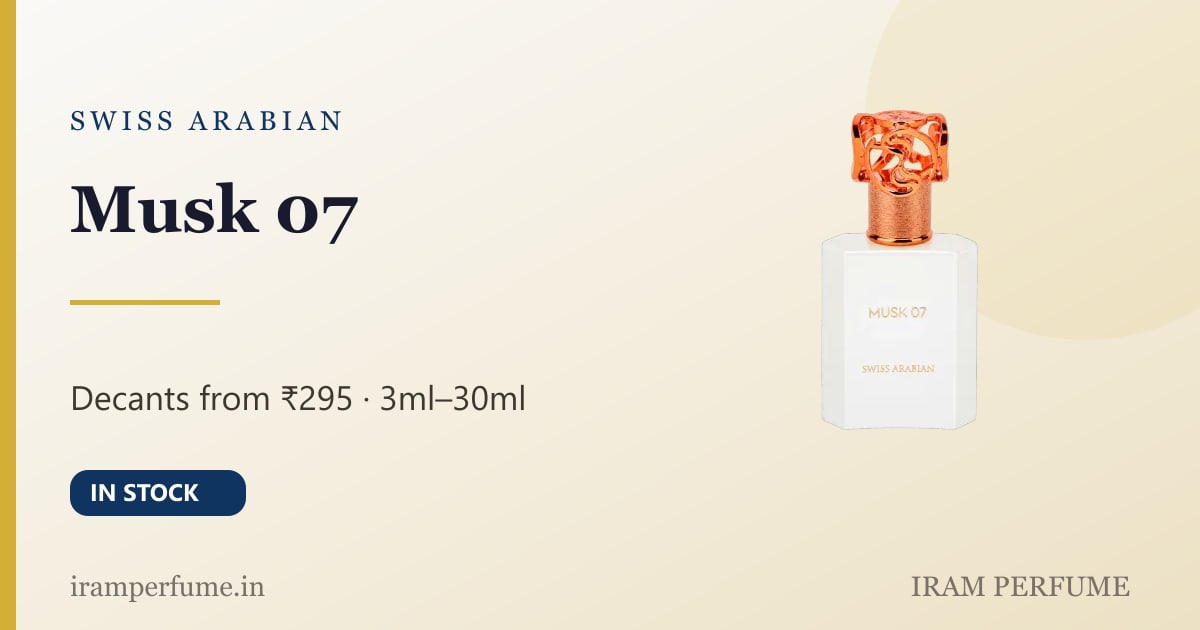 SWISS ARABIAN
Musk 07
Decants from ₹295 · 3ml–30ml
IN STOCK
MUSK 07
SWISS ARABIAN
iramperfume.in
IRAM PERFUME